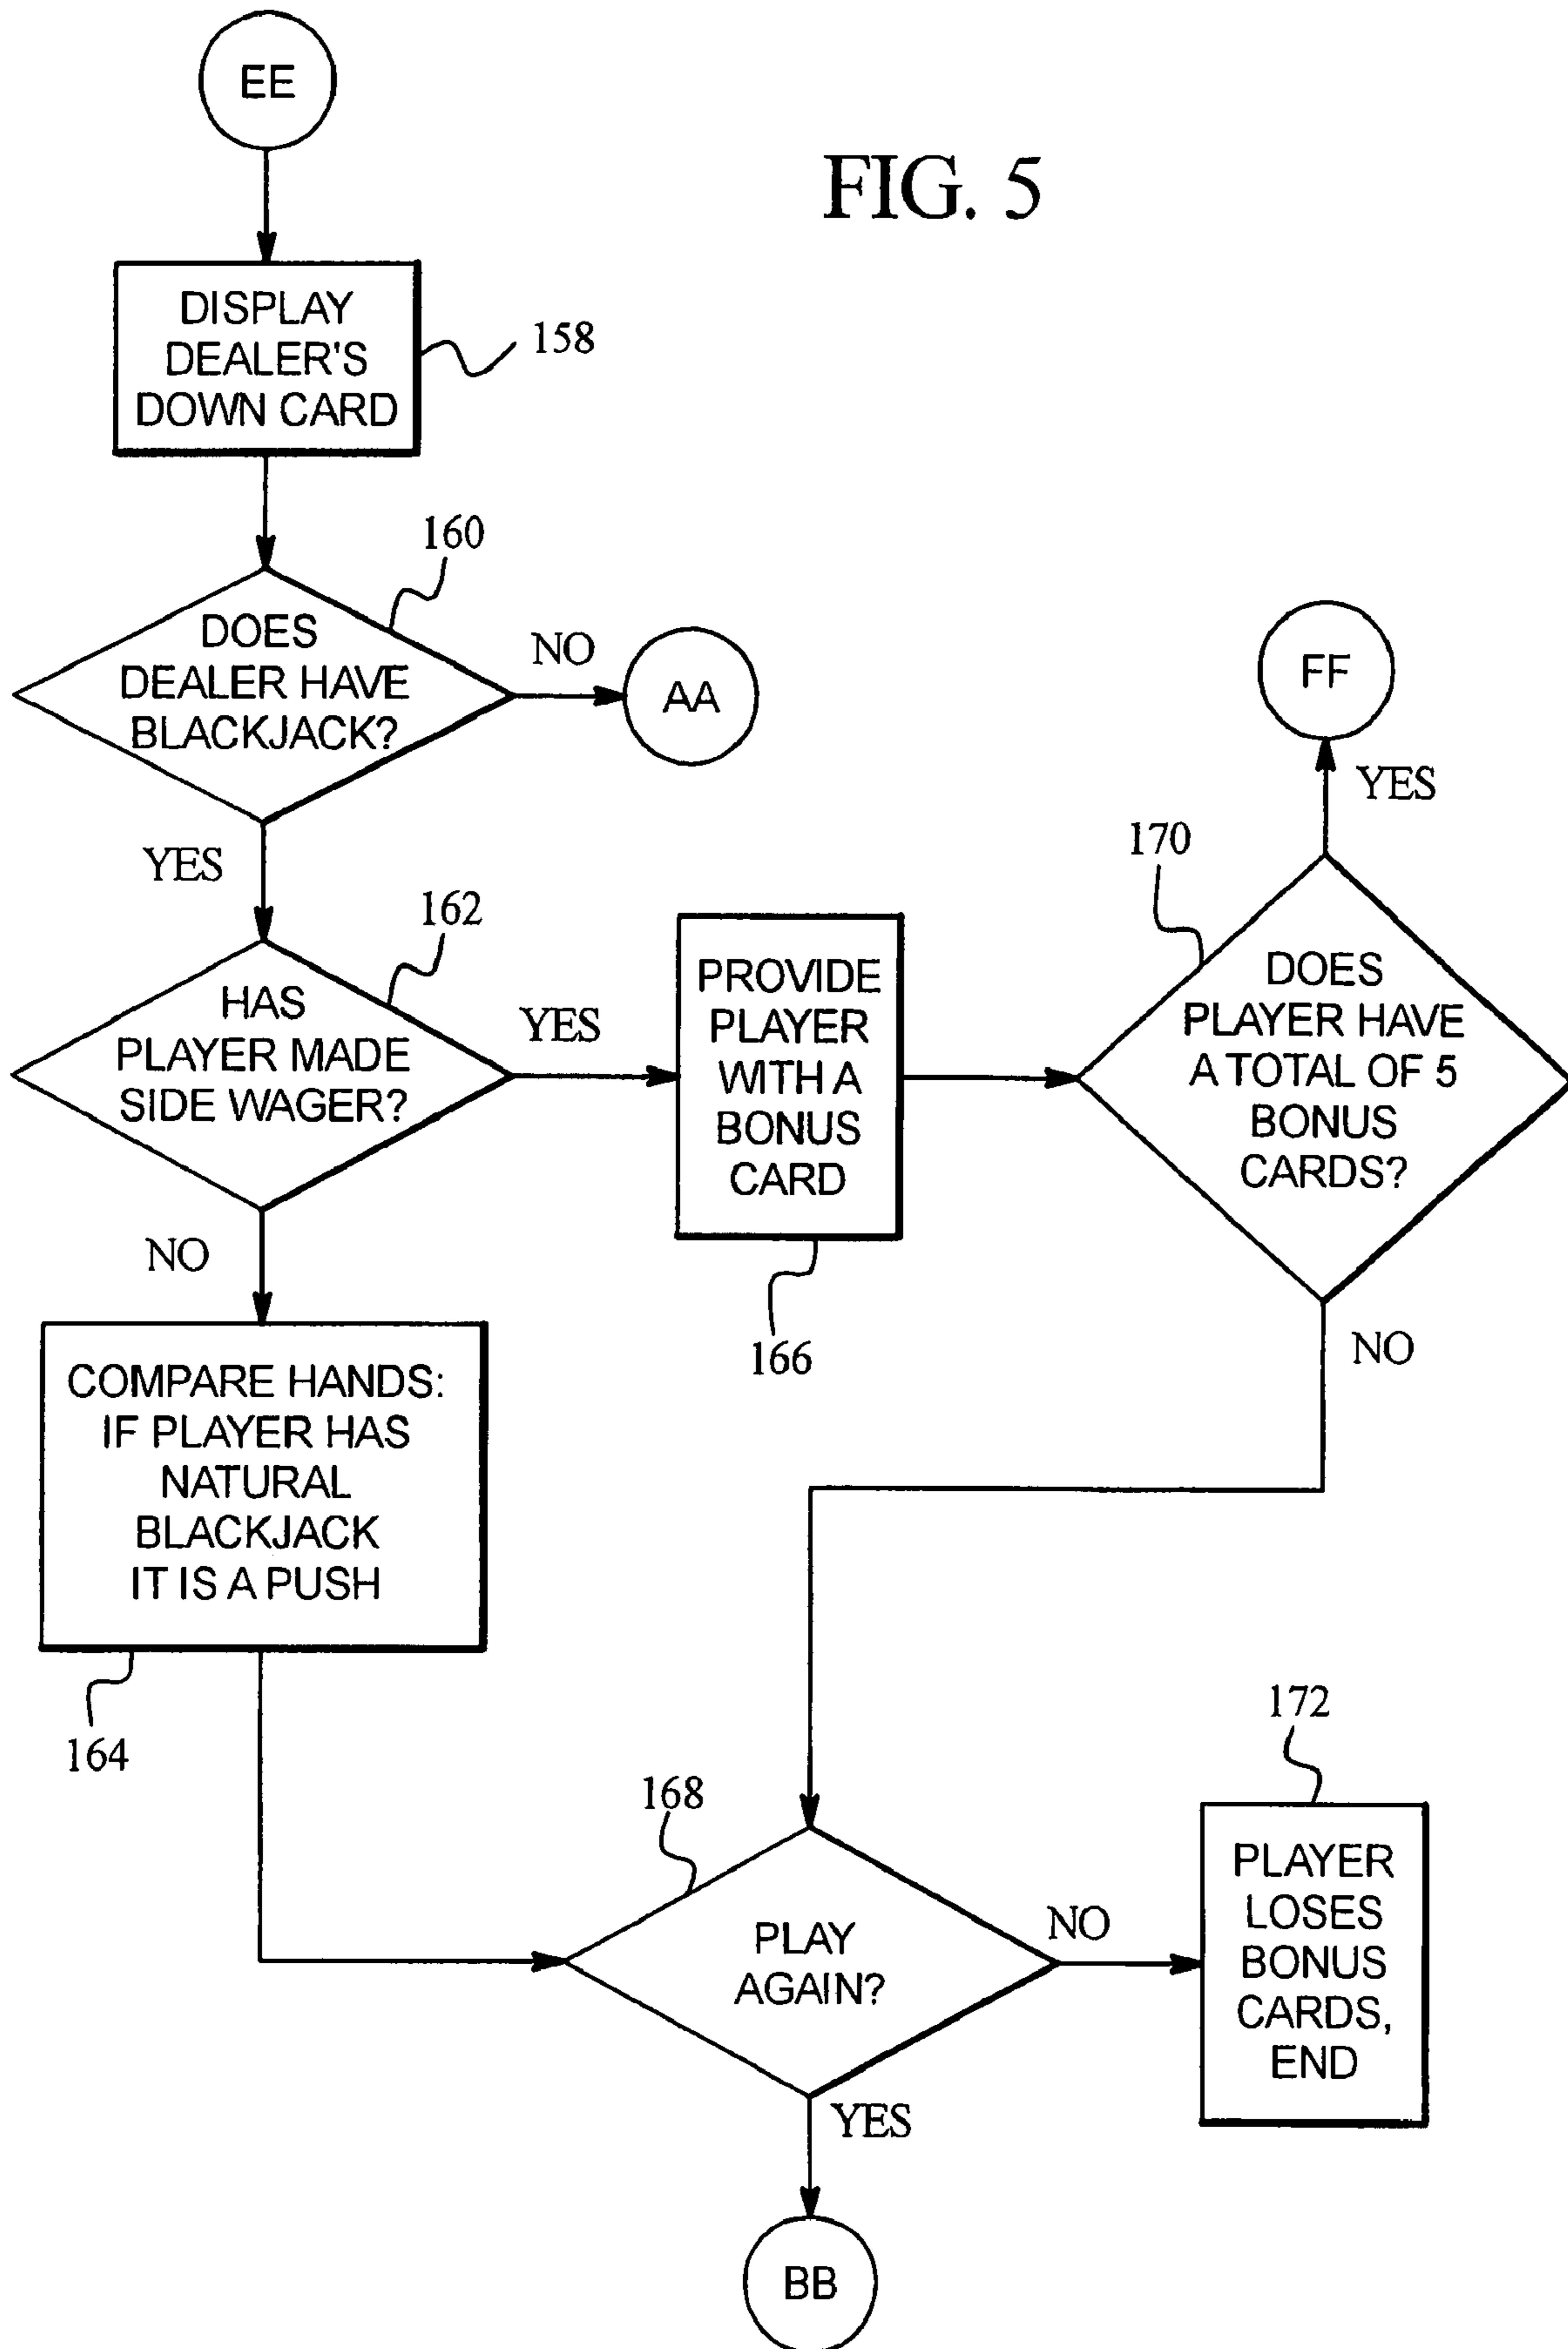 EE
FIG. 5
DISPLAY
DEALER'S
DOWN CARD
158
160
DOES
DEALER HAVE
BLACKJACK?
NO
AA
YES
162
HAS
PLAYER MADE
SIDE WAGER?
YES
PROVIDE
PLAYER
WITH A
BONUS
CARD
166
FF
YES
170
DOES
PLAYER HAVE
A TOTAL OF 5
BONUS
CARDS?
NO
NO
COMPARE HANDS:
IF PLAYER HAS
NATURAL
BLACKJACK
IT IS A PUSH
164
168
PLAY
AGAIN?
NO
172
PLAYER
LOSES
BONUS
CARDS,
END
YES
BB